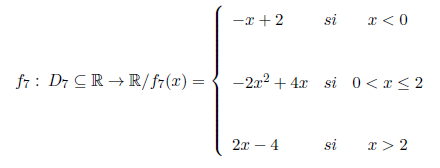 −x + 2 si x < 0
f₇ : D₇ ⊆ ℝ → ℝ/f₇(x) = { −2x² + 4x si 0 < x ≤ 2
2x − 4 si x > 2